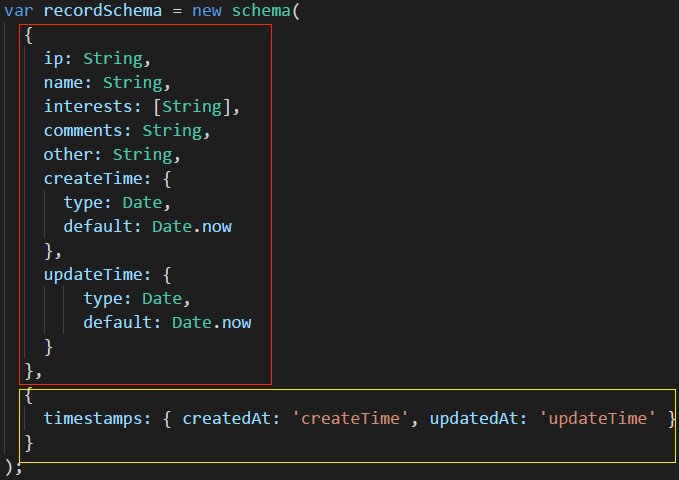 var recordSchema = new schema(
{
ip: String,
name: String,
interests: [String],
comments: String,
other: String,
createTime: {
type: Date,
default: Date.now
},
updateTime: {
type: Date,
default: Date.now
}
},
{
timestamps: { createdAt: 'createTime', updatedAt: 'updateTime' }
}
);